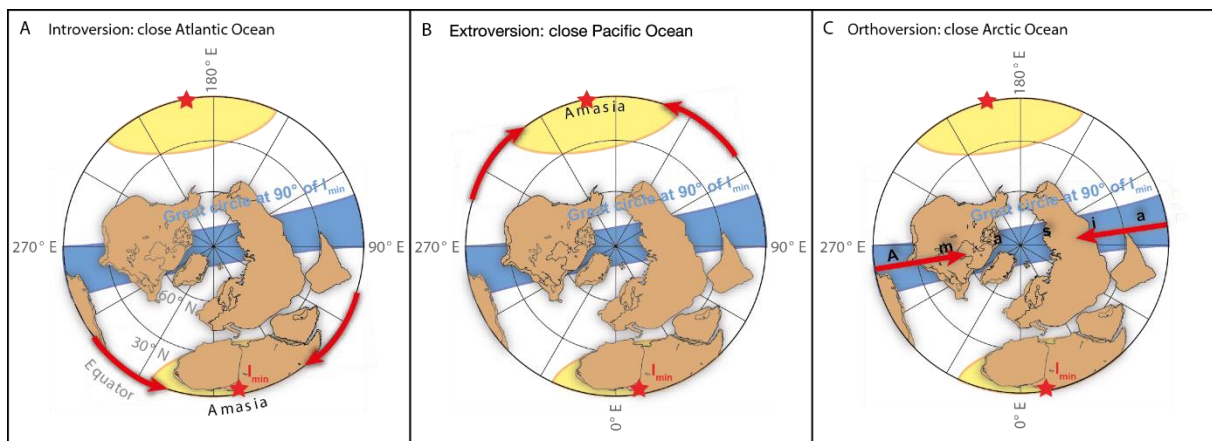 A Introversion: close Atlantic Ocean
180° E
Great circle at 90° of Imin
270° E
90° E
60° N
30° N
Equator
Imin
Amasia
B Extroversion: close Pacific Ocean
Amasia
Great circle at 90° of Imin
270° E
90° E
Imin
0° E
C Orthoversion: close Arctic Ocean
180° E
Great circle at 90° of Imin
270° E
A m a s i a
Imin
0° E